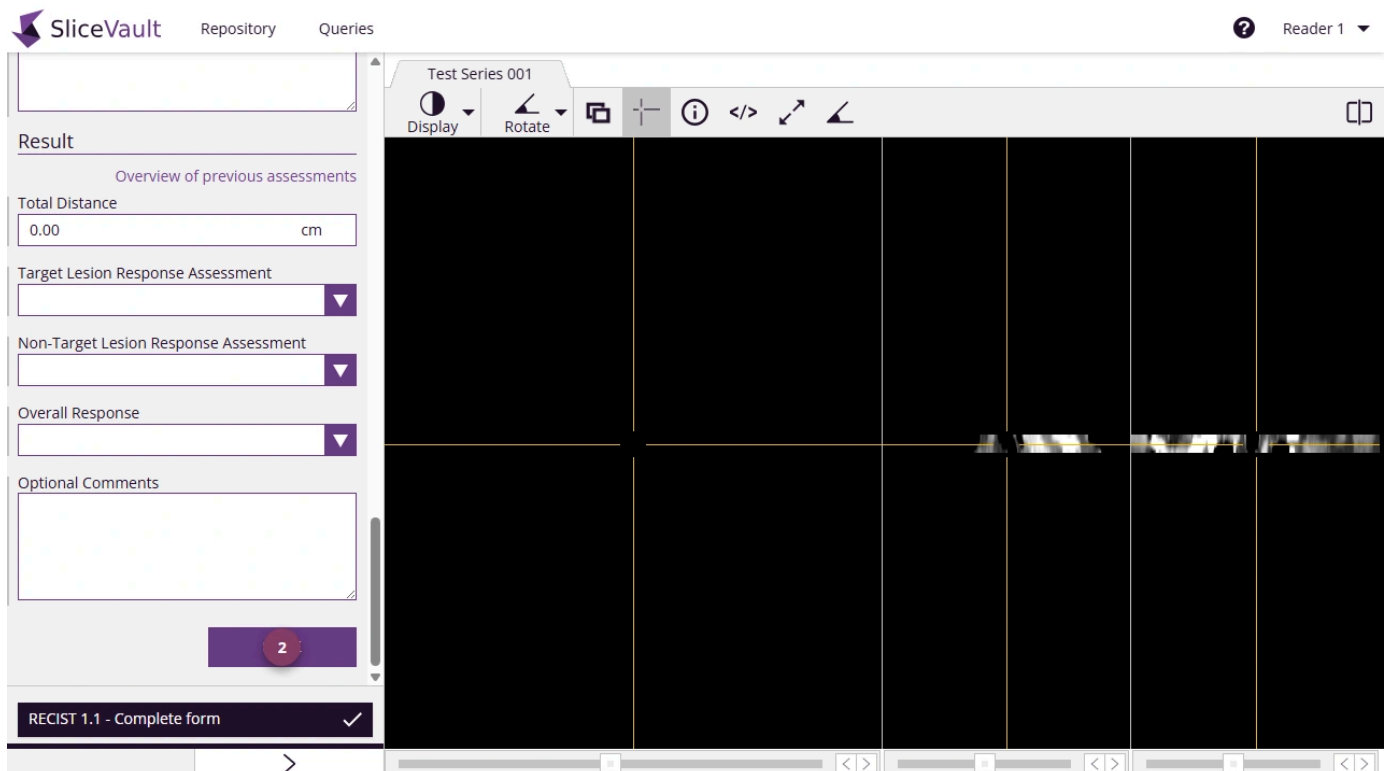 SliceVault
Repository
Queries
?
Reader 1
Result
Overview of previous assessments
Total Distance
0.00 cm
Target Lesion Response Assessment
Non-Target Lesion Response Assessment
Overall Response
Optional Comments
2
RECIST 1.1 - Complete form
>
Test Series 001
Display
Rotate
i
</>
< >
< >
< >